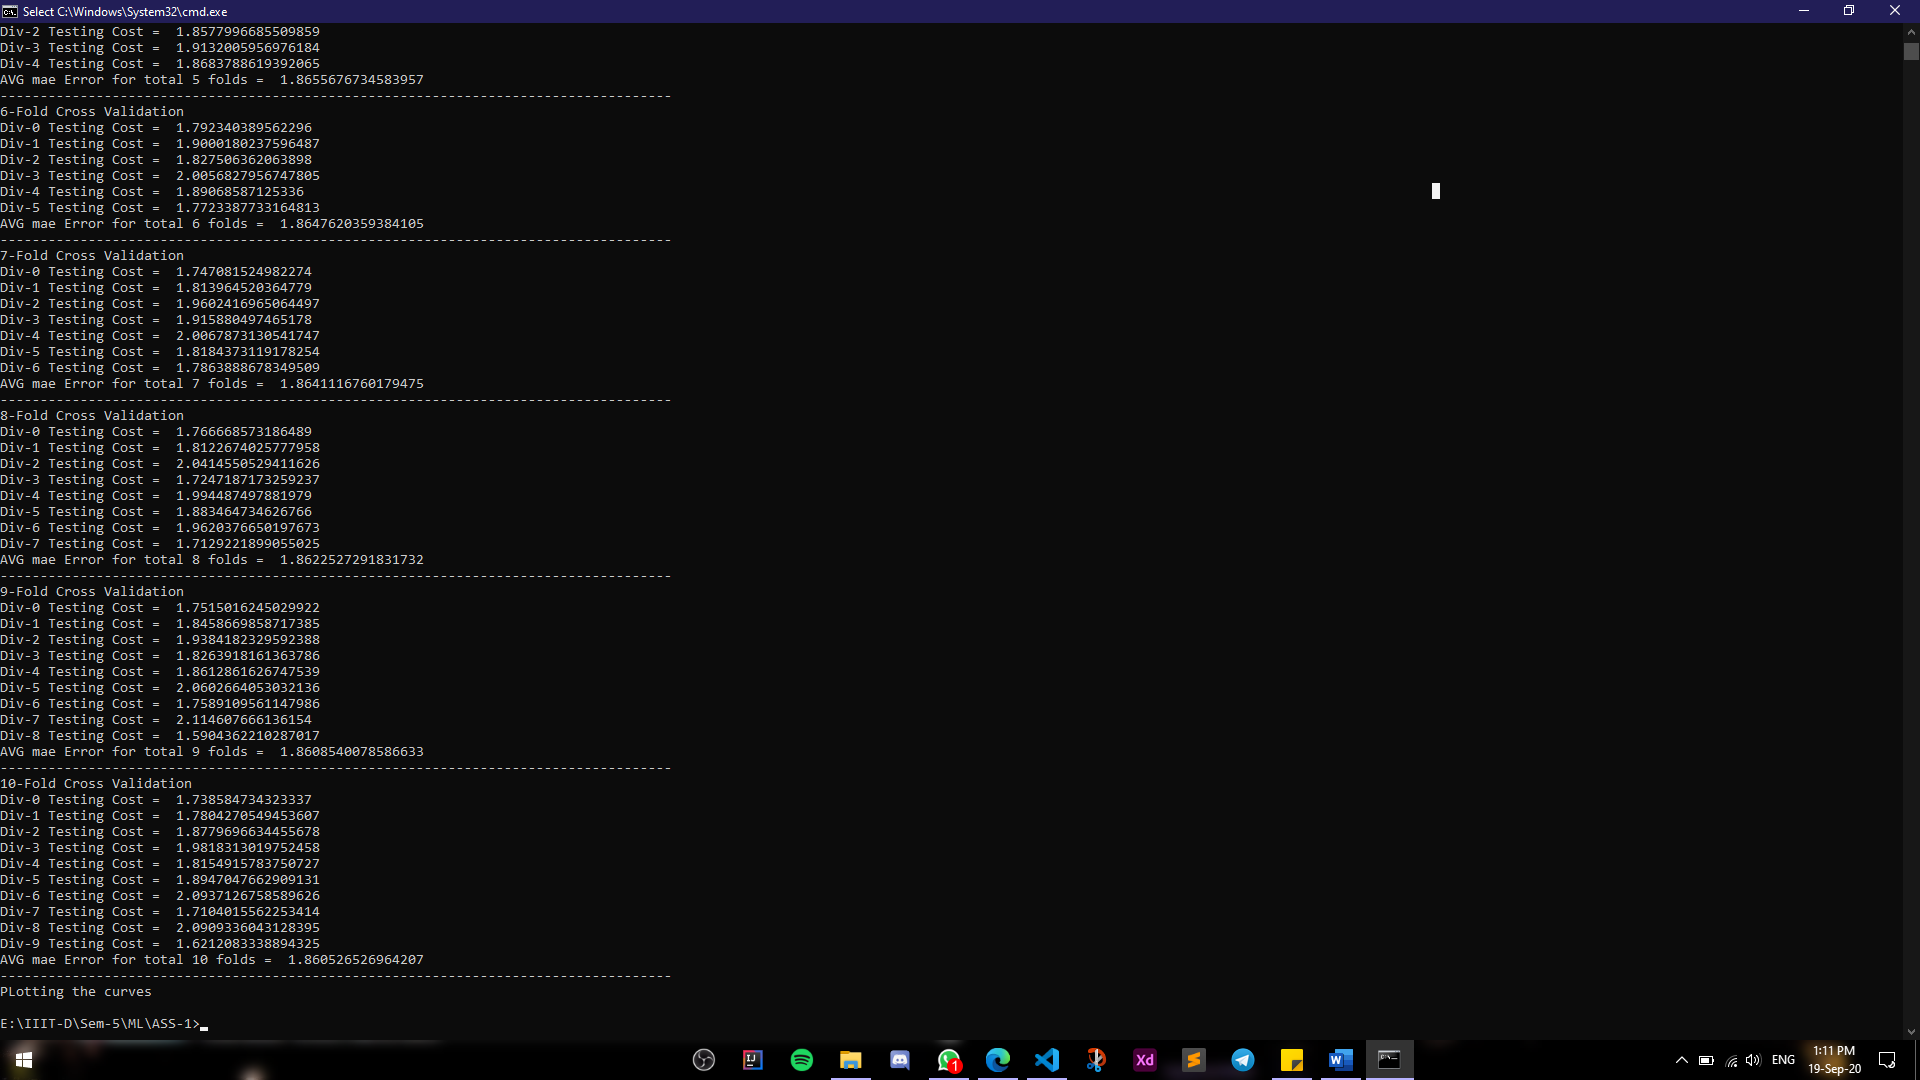 Select C:\Windows\System32\cmd.exe
Div-2 Testing Cost =  1.8577996685509859
Div-3 Testing Cost =  1.9132005956976184
Div-4 Testing Cost =  1.8683788619392065
AVG mae Error for total 5 folds =  1.8655676734583957
------------------------------------------------------------------------------------
6-Fold Cross Validation
Div-0 Testing Cost =  1.792340389562296
Div-1 Testing Cost =  1.9000180237596487
Div-2 Testing Cost =  1.827506362063898
Div-3 Testing Cost =  2.0056827956747805
Div-4 Testing Cost =  1.89068587125336
Div-5 Testing Cost =  1.7723387733164813
AVG mae Error for total 6 folds =  1.8647620359384105
------------------------------------------------------------------------------------
7-Fold Cross Validation
Div-0 Testing Cost =  1.747081524982274
Div-1 Testing Cost =  1.813964520364779
Div-2 Testing Cost =  1.9602416965064497
Div-3 Testing Cost =  1.915880497465178
Div-4 Testing Cost =  2.0067873130541747
Div-5 Testing Cost =  1.8184373119178254
Div-6 Testing Cost =  1.7863888678349509
AVG mae Error for total 7 folds =  1.8641116760179475
------------------------------------------------------------------------------------
8-Fold Cross Validation
Div-0 Testing Cost =  1.766668573186489
Div-1 Testing Cost =  1.8122674025777958
Div-2 Testing Cost =  2.0414550529411626
Div-3 Testing Cost =  1.7247187173259237
Div-4 Testing Cost =  1.994487497881979
Div-5 Testing Cost =  1.883464734626766
Div-6 Testing Cost =  1.9620376650197673
Div-7 Testing Cost =  1.7129221899055025
AVG mae Error for total 8 folds =  1.8622527291831732
------------------------------------------------------------------------------------
9-Fold Cross Validation
Div-0 Testing Cost =  1.7515016245029922
Div-1 Testing Cost =  1.8458669858717385
Div-2 Testing Cost =  1.9384182329592388
Div-3 Testing Cost =  1.8263918161363786
Div-4 Testing Cost =  1.8612861626747539
Div-5 Testing Cost =  2.0602664053032136
Div-6 Testing Cost =  1.7589109561147986
Div-7 Testing Cost =  2.114607666136154
Div-8 Testing Cost =  1.5904362210287017
AVG mae Error for total 9 folds =  1.8608540078586633
------------------------------------------------------------------------------------
10-Fold Cross Validation
Div-0 Testing Cost =  1.738584734323337
Div-1 Testing Cost =  1.7804270549453607
Div-2 Testing Cost =  1.8779696634455678
Div-3 Testing Cost =  1.9818313019752458
Div-4 Testing Cost =  1.8154915783750727
Div-5 Testing Cost =  1.8947047662909131
Div-6 Testing Cost =  2.0937126758589626
Div-7 Testing Cost =  1.7104015562253414
Div-8 Testing Cost =  2.0909336043128395
Div-9 Testing Cost =  1.6212083338894325
AVG mae Error for total 10 folds =  1.860526526964207
------------------------------------------------------------------------------------
PLotting the curves
E:\IIIT-D\Sem-5\ML\ASS-1>
IJ
1
Xd
W
ENG
1:11 PM
19-Sep-20